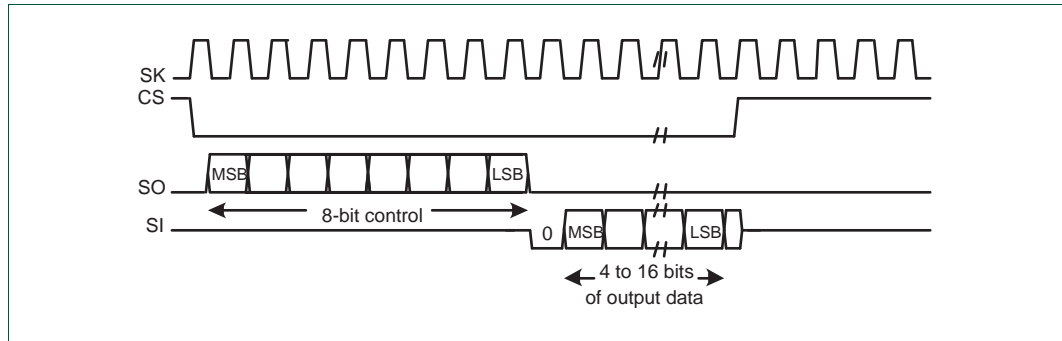 SK
CS
SO
MSB
LSB
8-bit control
SI
0
MSB
LSB
4 to 16 bits
of output data